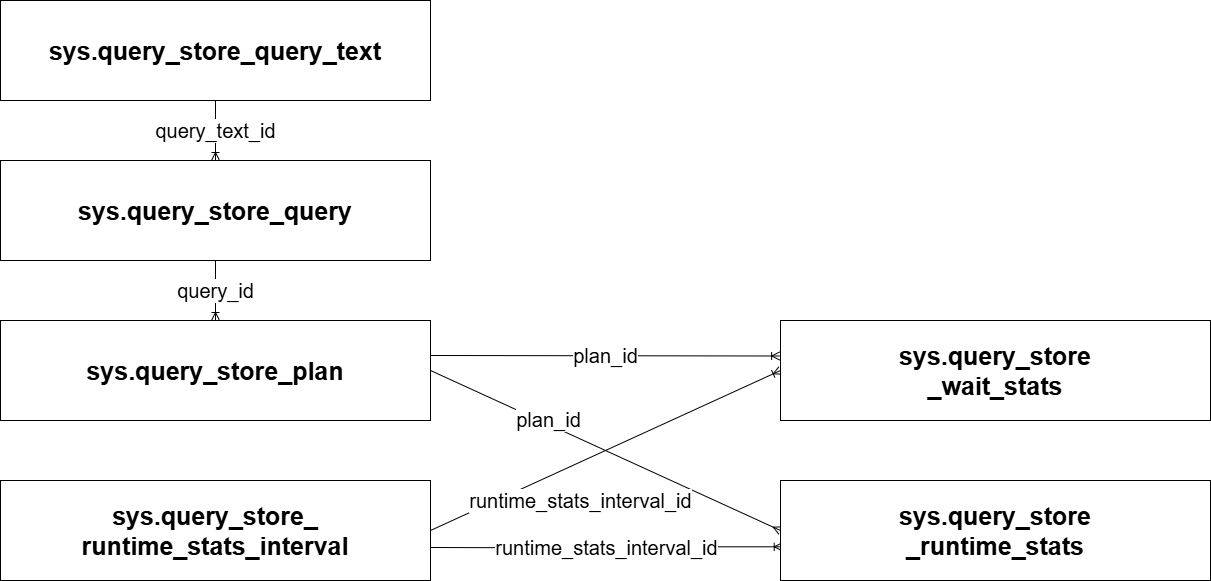 sys.query_store_query_text
query_text_id
sys.query_store_query
query_id
sys.query_store_plan
plan_id
sys.query_store
_wait_stats
plan_id
runtime_stats_interval_id
sys.query_store_
runtime_stats_interval
runtime_stats_interval_id
sys.query_store
_runtime_stats